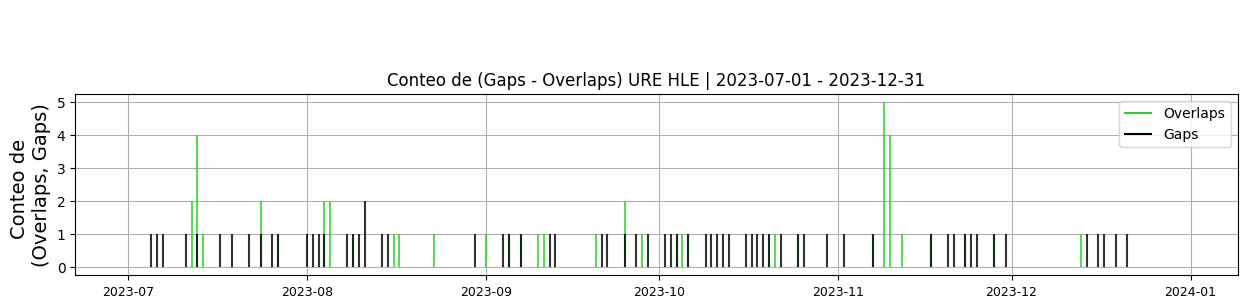 Conteo de (Gaps - Overlaps) URE HLE | 2023-07-01 - 2023-12-31
Conteo de
(Overlaps, Gaps)
5
4
3
2
1
0
Overlaps
Gaps
2023-07
2023-08
2023-09
2023-10
2023-11
2023-12
2024-01